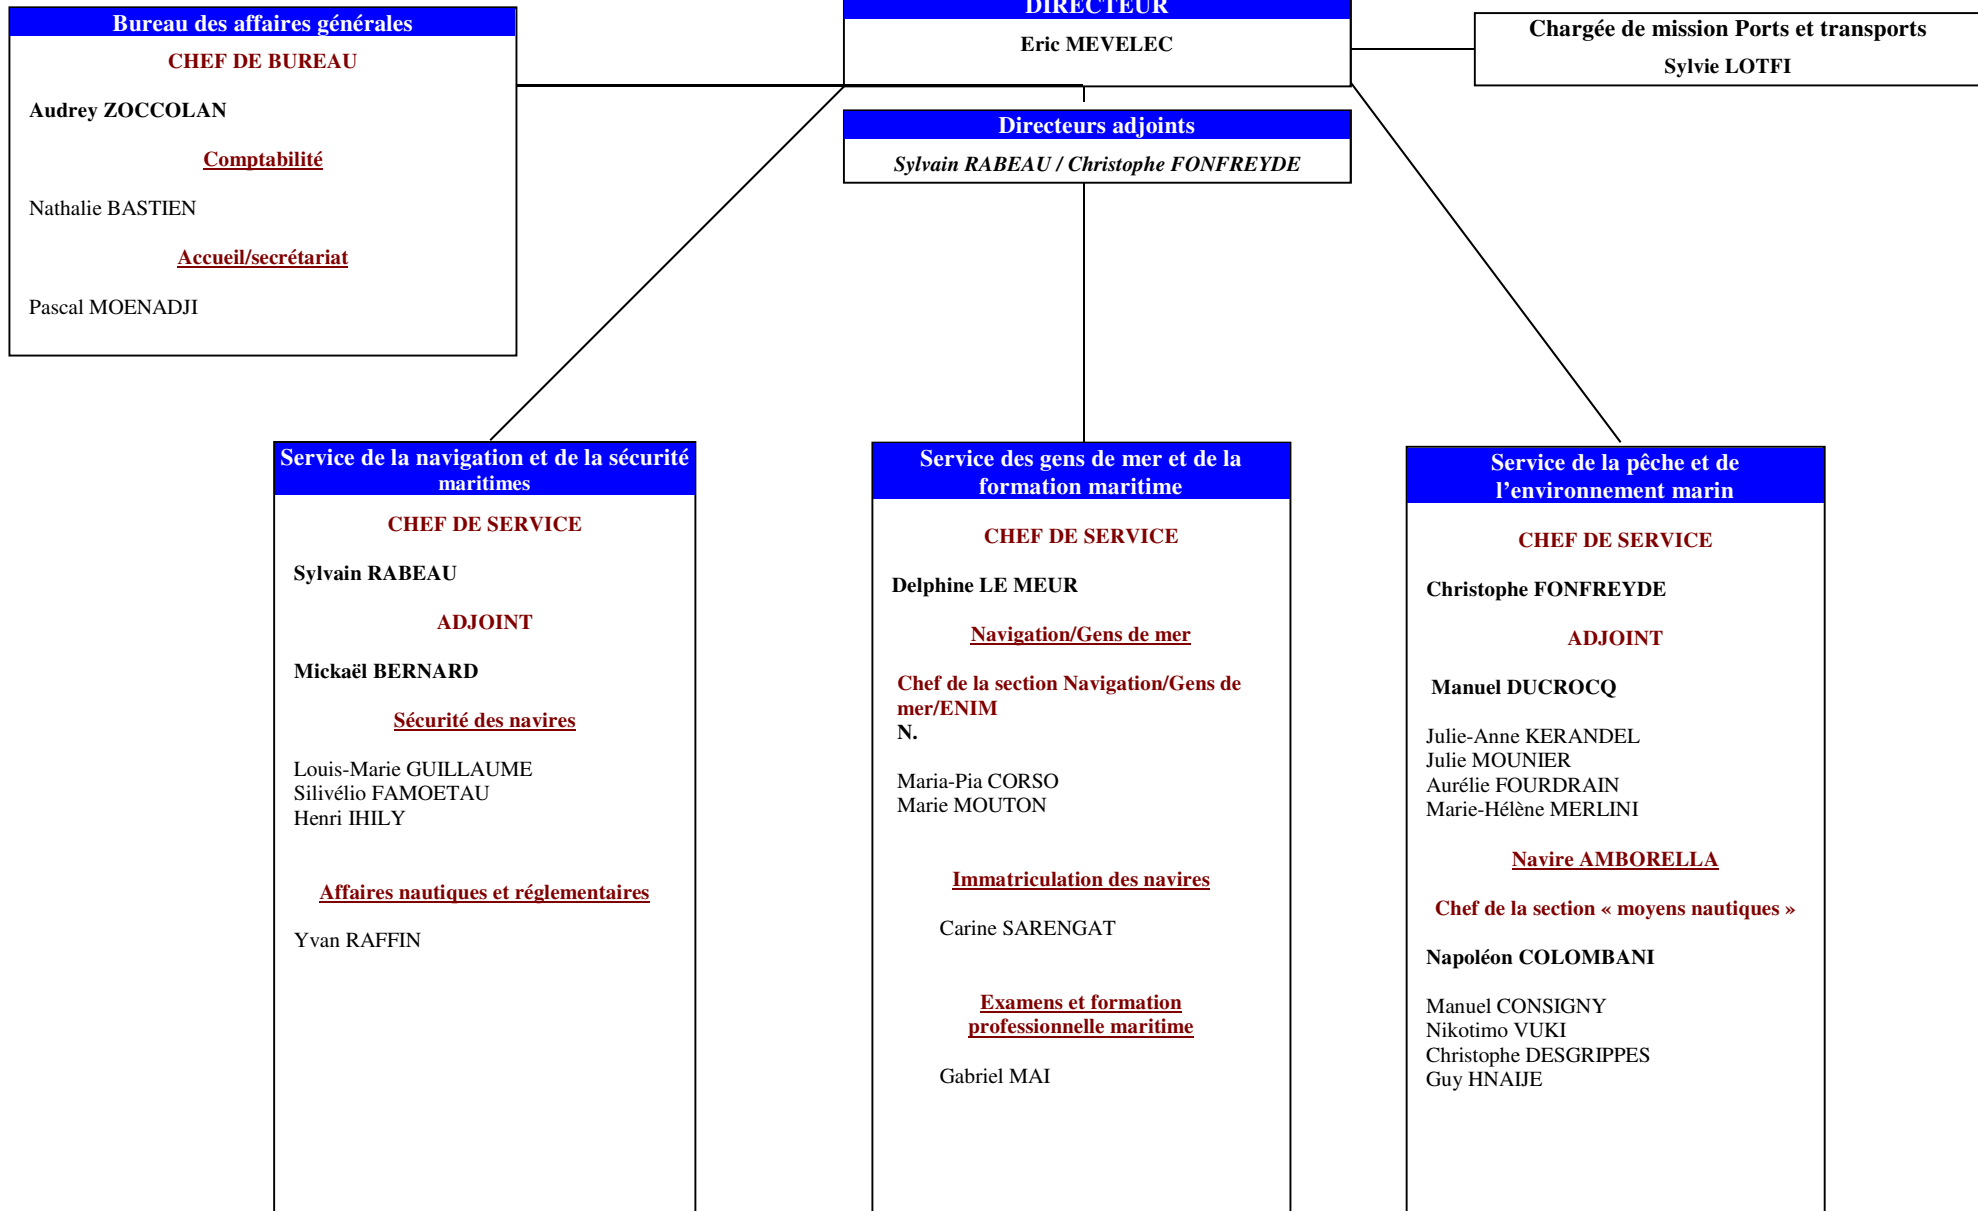 Bureau des affaires générales
CHEF DE BUREAU
Audrey ZOCCOLAN
Comptabilité
Nathalie BASTIEN
Accueil/secrétariat
Pascal MOENADJI
DIRECTEUR
Eric MEVELEC
Chargée de mission Ports et transports
Sylvie LOTFI
Directeurs adjoints
Sylvain RABEAU / Christophe FONFREYDE
Service de la navigation et de la sécurité
maritimes
CHEF DE SERVICE
Sylvain RABEAU
ADJOINT
Mickaël BERNARD
Sécurité des navires
Louis-Marie GUILLAUME
Silivélio FAMOETAU
Henri IHILY
Affaires nautiques et réglementaires
Yvan RAFFIN
Service des gens de mer et de la
formation maritime
CHEF DE SERVICE
Delphine LE MEUR
Navigation/Gens de mer
Chef de la section Navigation/Gens de
mer/ENIM
N.
Maria-Pia CORSO
Marie MOUTON
Immatriculation des navires
Carine SARENGAT
Examens et formation
professionnelle maritime
Gabriel MAI
Service de la pêche et de
l’environnement marin
CHEF DE SERVICE
Christophe FONFREYDE
ADJOINT
Manuel DUCROCQ
Julie-Anne KERANDEL
Julie MOUNIER
Aurélie FOURDRAIN
Marie-Hélène MERLINI
Navire AMBORELLA
Chef de la section « moyens nautiques »
Napoléon COLOMBANI
Manuel CONSIGNY
Nikotimo VUKI
Christophe DESGRIPPES
Guy HNAIJE